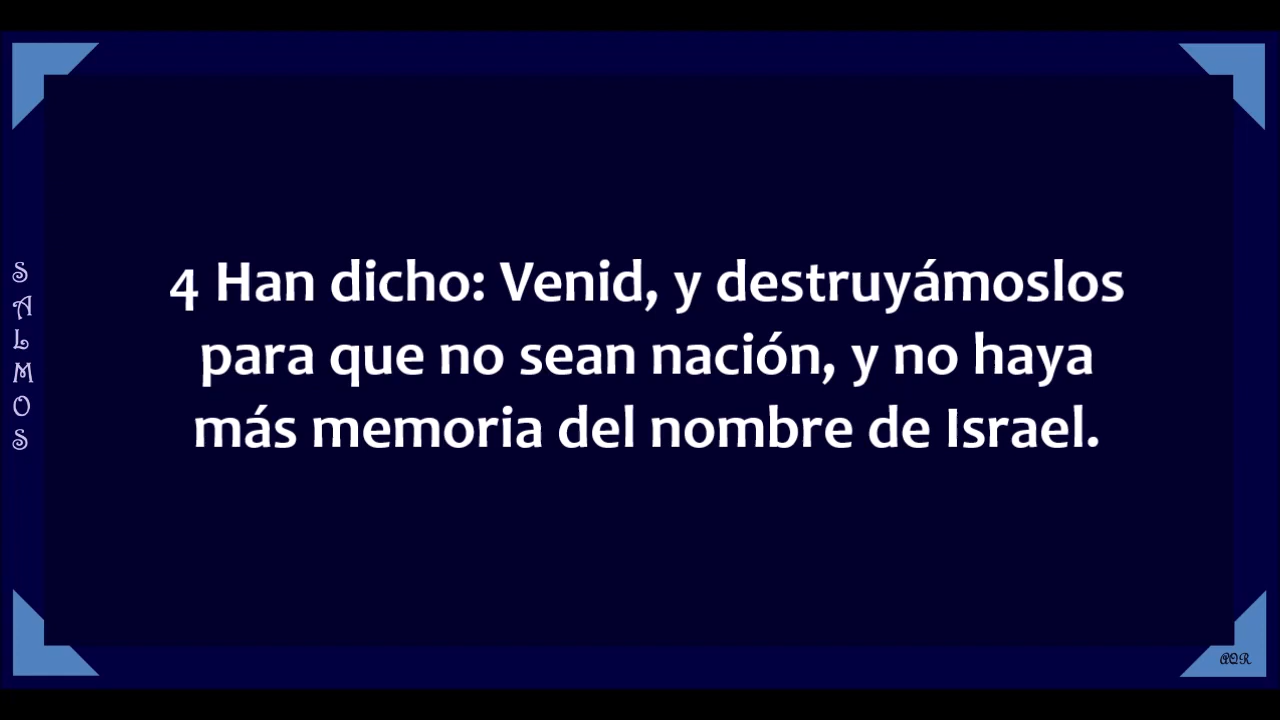 SALMOS
4 Han dicho: Venid, y destruyámoslos
para que no sean nación, y no haya
más memoria del nombre de Israel.